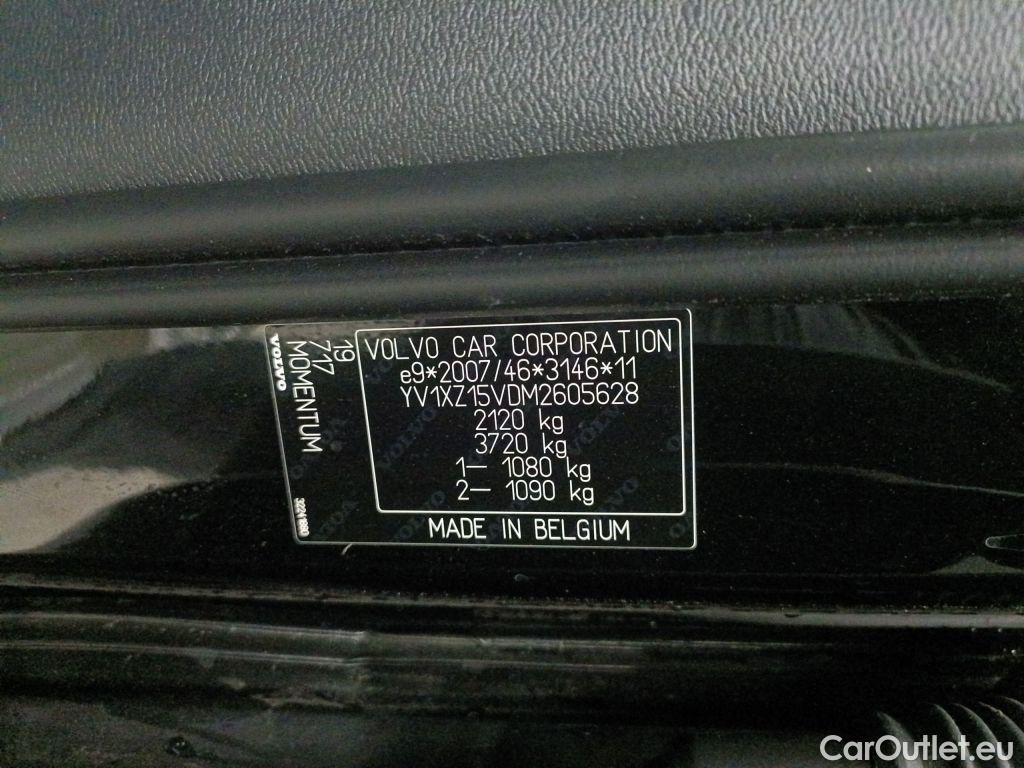 VOLVO CAR CORPORATION
e9*2007/46*3146*11
YV1XZ15VDM2605628
2120 kg
3720 kg
1– 1080 kg
2– 1090 kg
MADE IN BELGIUM
19
717
MOMENTUM
VOLVO
CarOutlet.eu